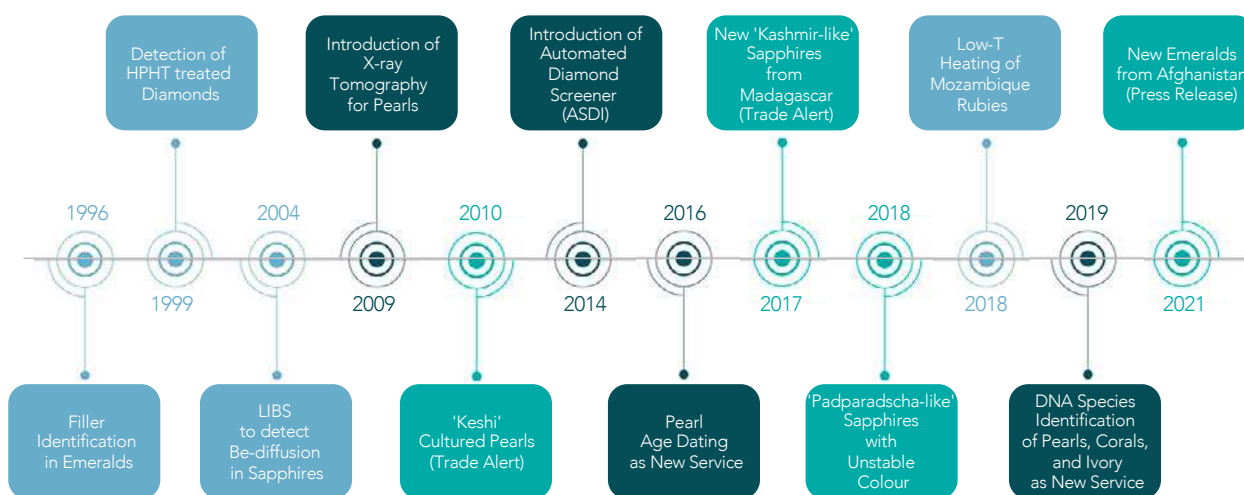 Detection of
HPHT treated
Diamonds
Introduction of
X-ray
Tomography
for Pearls
Introduction of
Automated
Diamond
Screener
(ASDI)
New 'Kashmir-like'
Sapphires
from
Madagascar
(Trade Alert)
Low-T
Heating of
Mozambique
Rubies
New Emeralds
from Afghanistan
(Press Release)
1996
2004
2010
2016
2018
2019
1999
2009
2014
2017
2018
2021
Filler
Identification
in Emeralds
LIBS
to detect
Be-diffusion
in Sapphires
'Keshi'
Cultured Pearls
(Trade Alert)
Pearl
Age Dating
as New Service
'Padparadscha-like'
Sapphires
with
Unstable
Colour
DNA Species
Identification
of Pearls, Corals,
and Ivory
as New Service